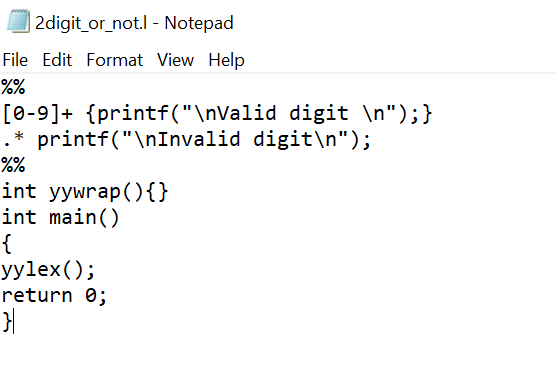 2digit_or_not.l - Notepad
File Edit Format View Help
%%
[0-9]+ {printf("\nValid digit \n");}
.* printf("\nInvalid digit\n");
%%
int yywrap(){}
int main()
{
yylex();
return 0;
}